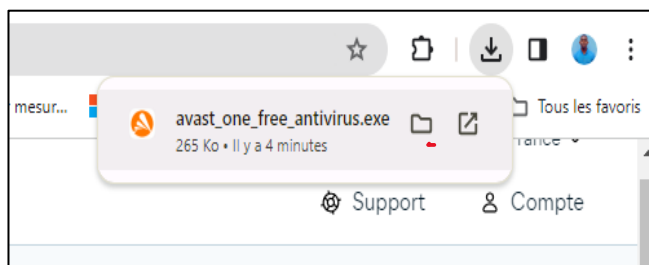 mesur...
Tous les favoris
avast_one_free_antivirus.exe
265 Ko • Il y a 4 minutes
Support
Compte